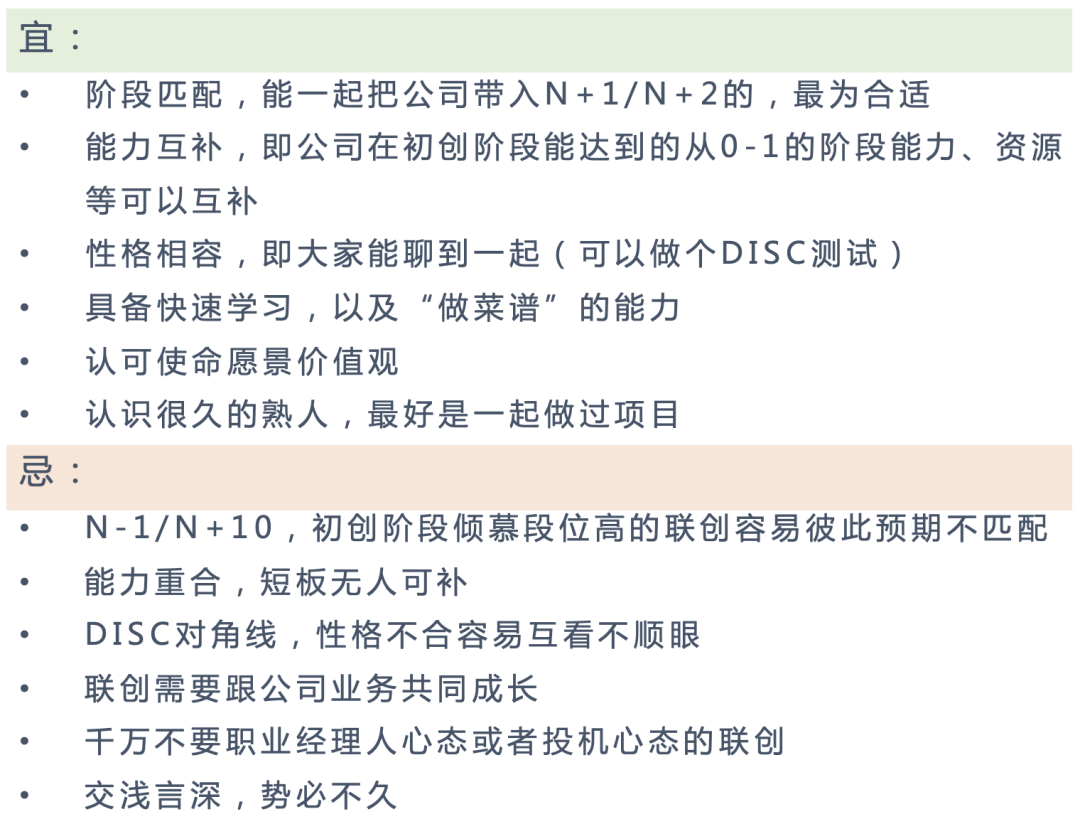 宜：
• 阶段匹配，能一起把公司带入N+1/N+2的，最为合适
• 能力互补，即公司在初创阶段能达到的从0-1的阶段能力、资源
等可以互补
• 性格相容，即大家能聊到一起（可以做个DISC测试）
• 具备快速学习，以及“做菜谱”的能力
• 认可使命愿景价值观
• 认识很久的熟人，最好是一起做过项目
忌：
• N-1/N+10，初创阶段倾慕段位高的联创容易彼此预期不匹配
• 能力重合，短板无人可补
• DISC对角线，性格不合容易互看不顺眼
• 联创需要跟公司业务共同成长
• 千万不要职业经理人心态或者投机心态的联创
• 交浅言深，势必不久